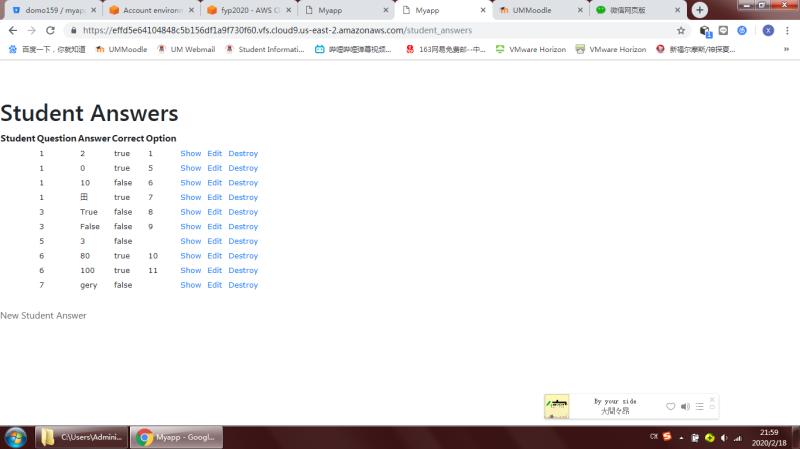 domo159 / myapp
Account environm
fyp2020 - AWS Cl
Myapp
Myapp
UMMoodle
微信网页版
https://effd5e64104848c5b156df1a9f730f60.vfs.cloud9.us-east-2.amazonaws.com/student_answers
百度一下，你就知道
UMMoodle
UM Webmail
Student Informati...
哔哩哔哩弹幕视频...
163网易免费邮--中...
VMware Horizon
VMware Horizon
新福尔摩斯/神探夏...
Student Answers
Student Question Answer Correct Option
1 2 true 1 Show Edit Destroy
1 0 true 5 Show Edit Destroy
1 10 false 6 Show Edit Destroy
1 田 true 7 Show Edit Destroy
3 True false 8 Show Edit Destroy
3 False false 9 Show Edit Destroy
5 3 false Show Edit Destroy
6 80 true 10 Show Edit Destroy
6 100 true 11 Show Edit Destroy
7 gery false Show Edit Destroy
New Student Answer
By your side
大間々昂
C:\Users\Admini...
Myapp - Googl...
CH
21:59
2020/2/18